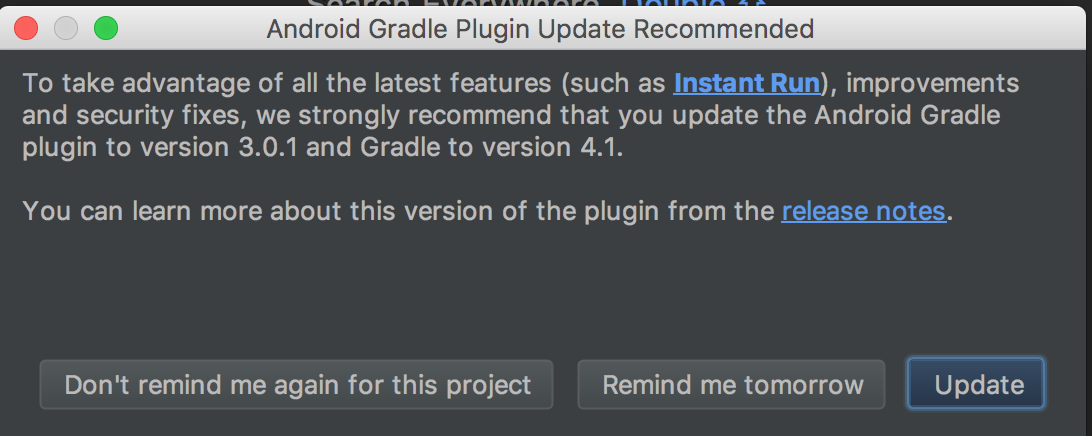 Search Everywhere Double
Android Gradle Plugin Update Recommended
To take advantage of all the latest features (such as Instant Run), improvements
and security fixes, we strongly recommend that you update the Android Gradle
plugin to version 3.0.1 and Gradle to version 4.1.
You can learn more about this version of the plugin from the release notes.
Don't remind me again for this project
Remind me tomorrow
Update